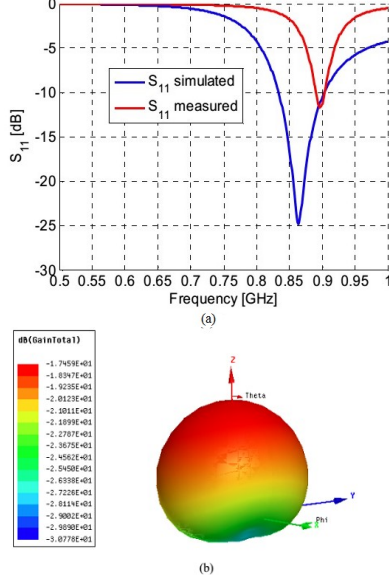 0
-5
-10
-15
-20
-25
-30
S11 [dB]
S11 simulated
S11 measured
0.5 0.55 0.6 0.65 0.7 0.75 0.8 0.85 0.9 0.95 1
Frequency [GHz]
(a)
dB(GainTotal)
-1.7459E+01
-1.8347E+01
-1.9235E+01
-2.0123E+01
-2.1011E+01
-2.1899E+01
-2.2787E+01
-2.3675E+01
-2.4562E+01
-2.5450E+01
-2.6338E+01
-2.7226E+01
-2.8114E+01
-2.9002E+01
-2.9890E+01
-3.0778E+01
Z
Theta
Y
Phi
X
(b)